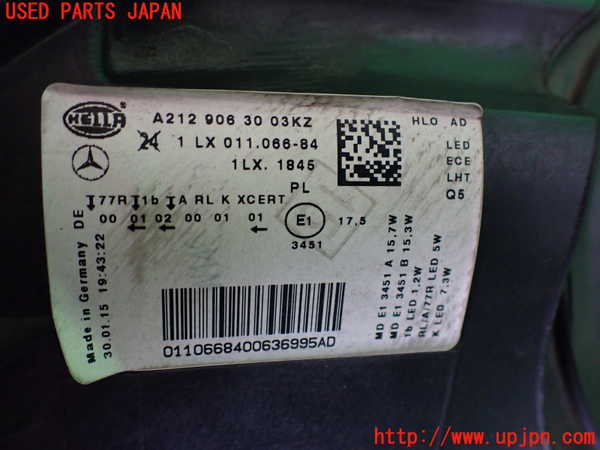 USED PARTS JAPAN
HELLA
A212 906 30 03KZ
24 1 LX 011.066-84
1LX. 1845
PL
HLO AD
LED
ECE
LHT
Q5
77R 1b A RL K XCERT
00 01 02 00 01 01
E1
17,5
3451
Made in Germany DE
30.01.15 19:43:22
MD E1 3451 A 15,7W
MD E1 3451 B 15,3W
1b LED 1,2W
RL/A/77R LED 5W
K LED 7,3W
0110668400636995AD
http://www.upjpn.com/